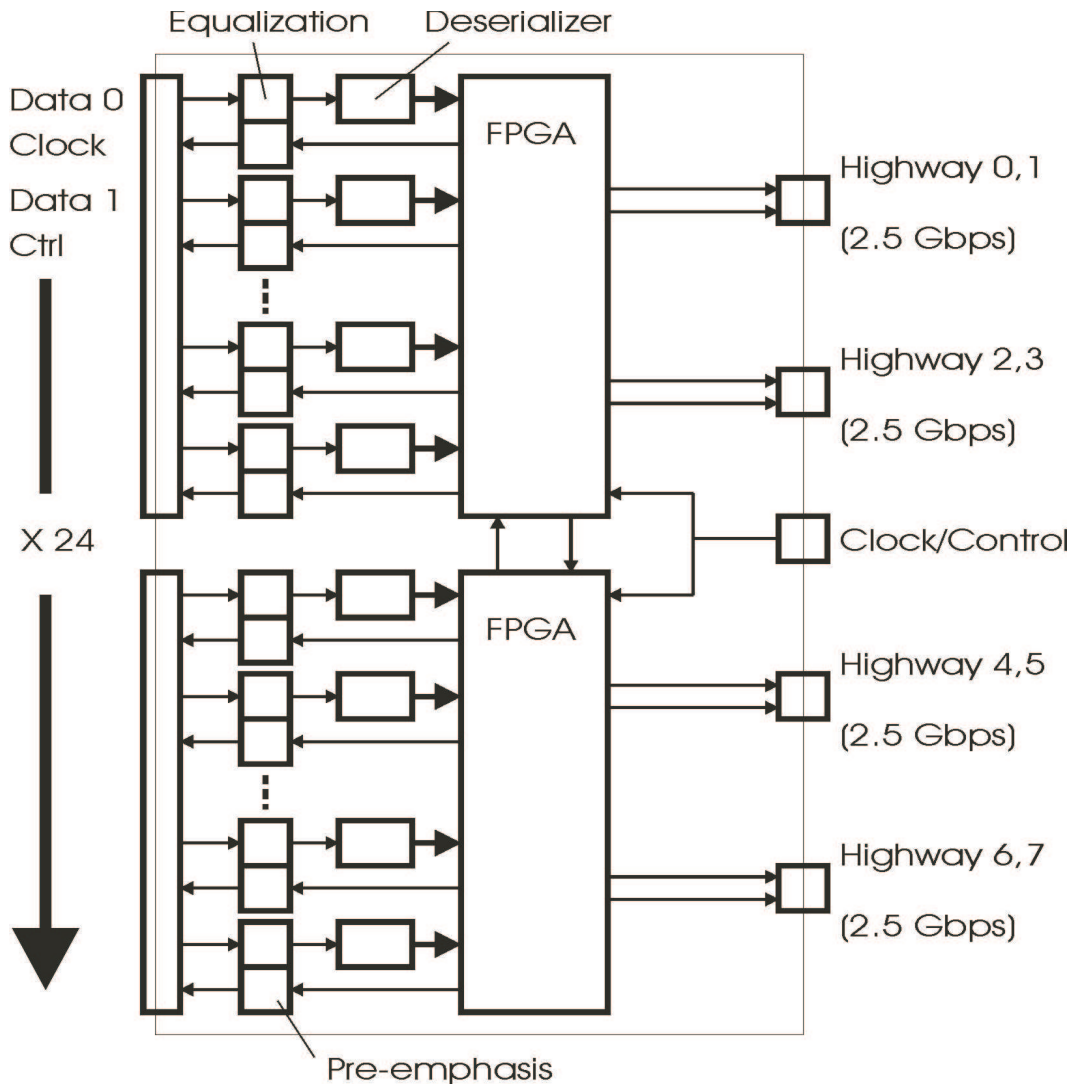 Equalization
Deserializer
Data 0
Clock
Data 1
Ctrl
X 24
FPGA
Highway 0,1
(2.5 Gbps)
Highway 2,3
(2.5 Gbps)
Clock/Control
FPGA
Highway 4,5
(2.5 Gbps)
Highway 6,7
(2.5 Gbps)
Pre-emphasis